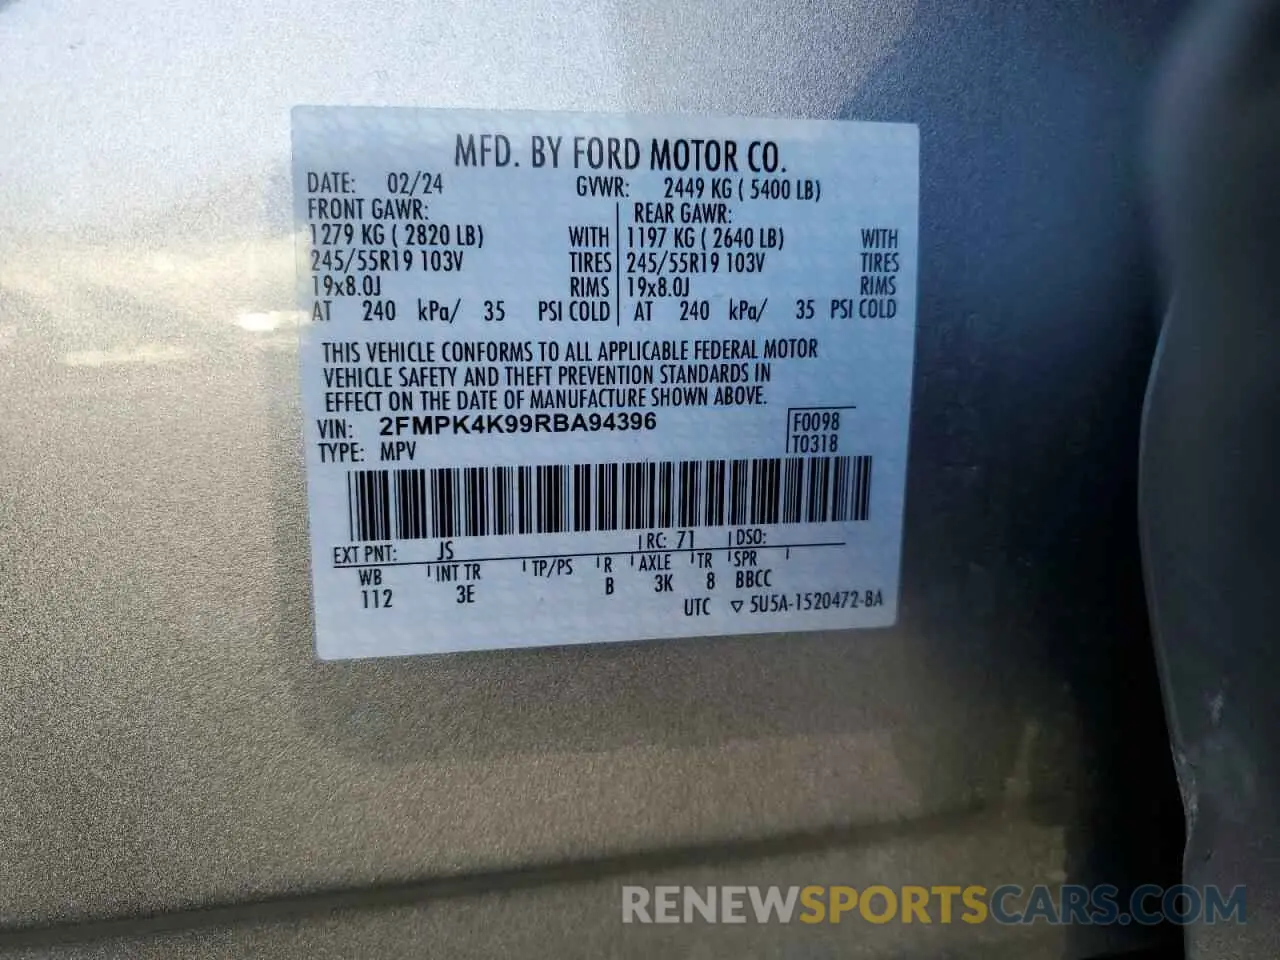 MFD. BY FORD MOTOR CO.
DATE: 02/24 GVWR: 2449 KG ( 5400 LB)
FRONT GAWR: REAR GAWR:
1279 KG ( 2820 LB) WITH 1197 KG ( 2640 LB) WITH
245/55R19 103V TIRES 245/55R19 103V TIRES
19x8.0J RIMS 19x8.0J RIMS
AT 240 kPa/ 35 PSI COLD AT 240 kPa/ 35 PSI COLD
THIS VEHICLE CONFORMS TO ALL APPLICABLE FEDERAL MOTOR
VEHICLE SAFETY AND THEFT PREVENTION STANDARDS IN
EFFECT ON THE DATE OF MANUFACTURE SHOWN ABOVE.
VIN: 2FMPK4K99RBA94396 F0098
TYPE: MPV T0318
EXT PNT: JS RC: 71 DSO:
WB INT TR TP/PS R AXLE TR SPR
112 3E B 3K 8 BBCC
UTC ▽ 5U5A-1520472-BA
RENEWSPORTSCARS.COM